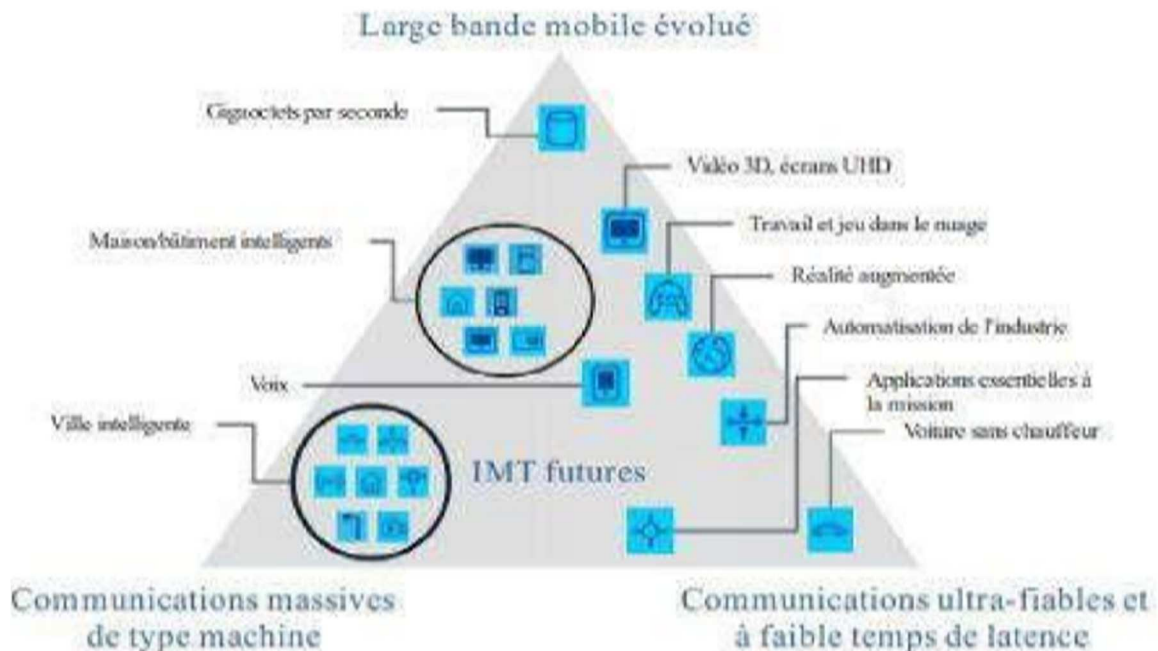 Large bande mobile évolué
Gigaoctets par seconde
Vidéo 3D, écrans UHD
Travail et jeu dans le nuage
Maison/bâtiment intelligents
Réalité augmentée
Automatisation de l'industrie
Voix
Applications essentielles à
la mission
Ville intelligente
Voiture sans chauffeur
IMT futures
Communications massives
de type machine
Communications ultra-fiables et
à faible temps de latence